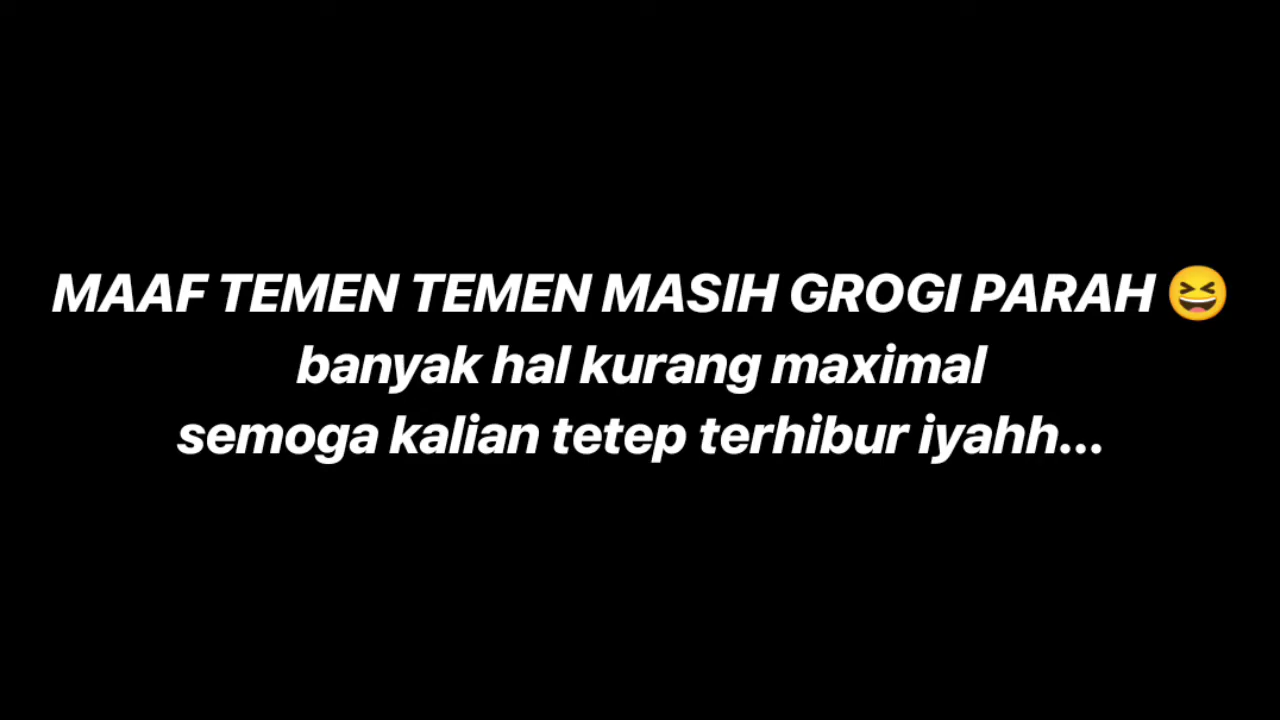 MAAF TEMEN TEMEN MASIH GROGI PARAH 😆
banyak hal kurang maximal
semoga kalian tetep terhibur iyahh...